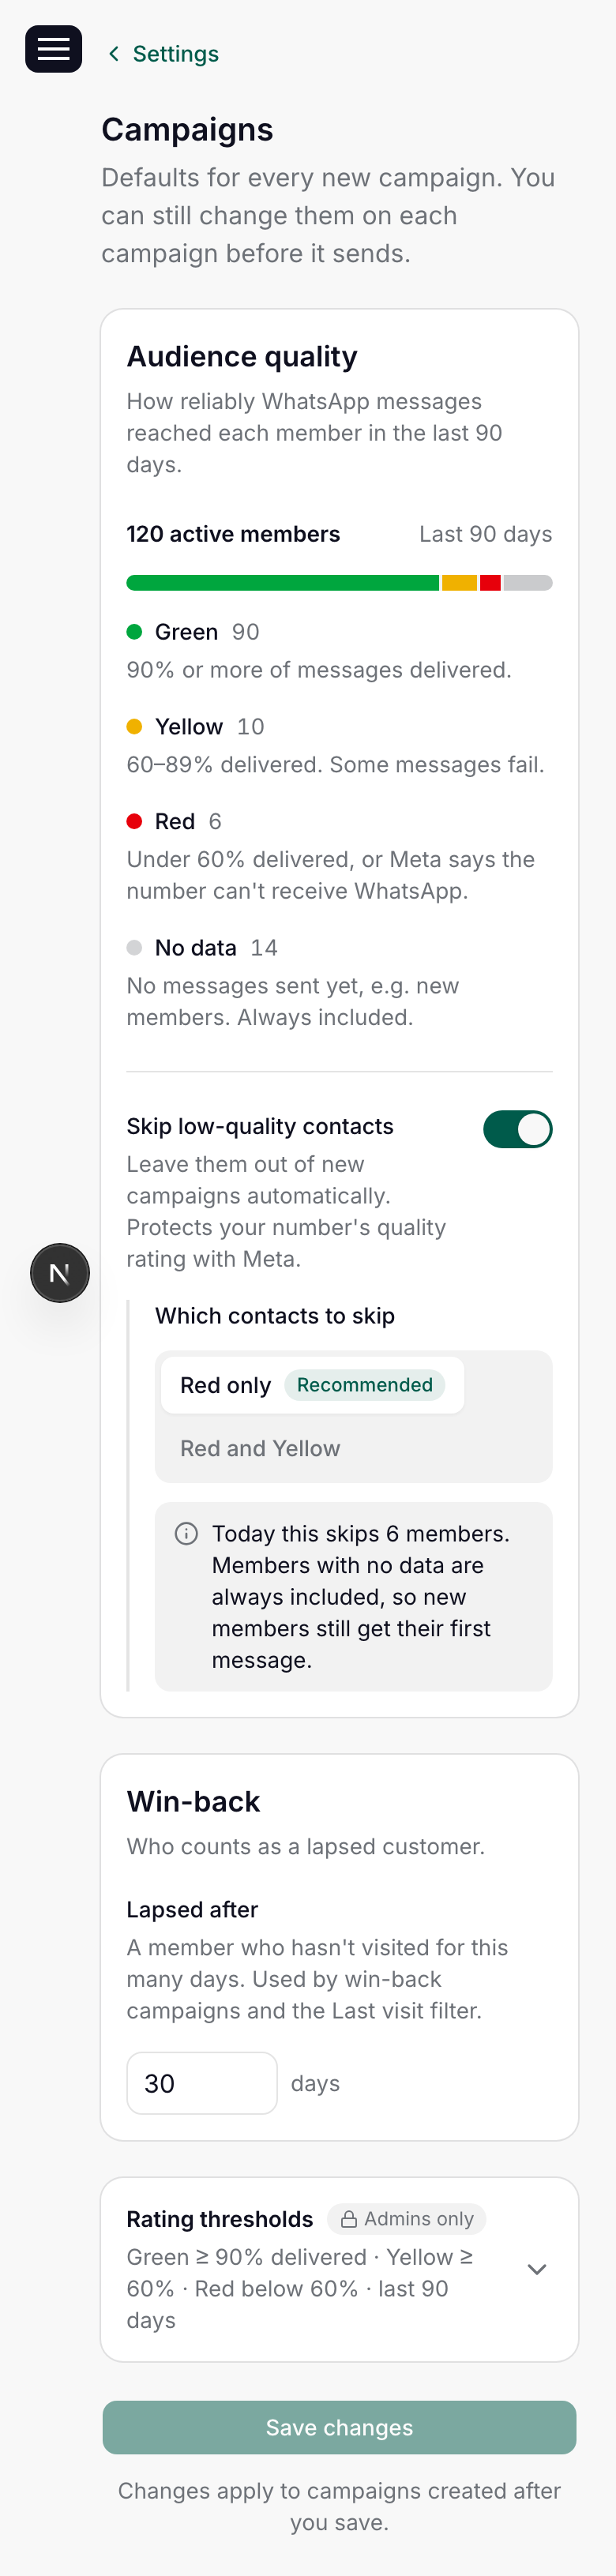 Settings
Campaigns
Defaults for every new campaign. You
can still change them on each
campaign before it sends.
Audience quality
How reliably WhatsApp messages
reached each member in the last 90
days.
120 active members Last 90 days
Green 90
90% or more of messages delivered.
Yellow 10
60–89% delivered. Some messages fail.
Red 6
Under 60% delivered, or Meta says the
number can't receive WhatsApp.
No data 14
No messages sent yet, e.g. new
members. Always included.
Skip low-quality contacts
Leave them out of new
campaigns automatically.
Protects your number's quality
rating with Meta.
N
Which contacts to skip
Red only Recommended
Red and Yellow
Today this skips 6 members.
Members with no data are
always included, so new
members still get their first
message.
Win-back
Who counts as a lapsed customer.
Lapsed after
A member who hasn't visited for this
many days. Used by win-back
campaigns and the Last visit filter.
30 days
Rating thresholds Admins only
Green ≥ 90% delivered · Yellow ≥
60% · Red below 60% · last 90
days
Save changes
Changes apply to campaigns created after
you save.